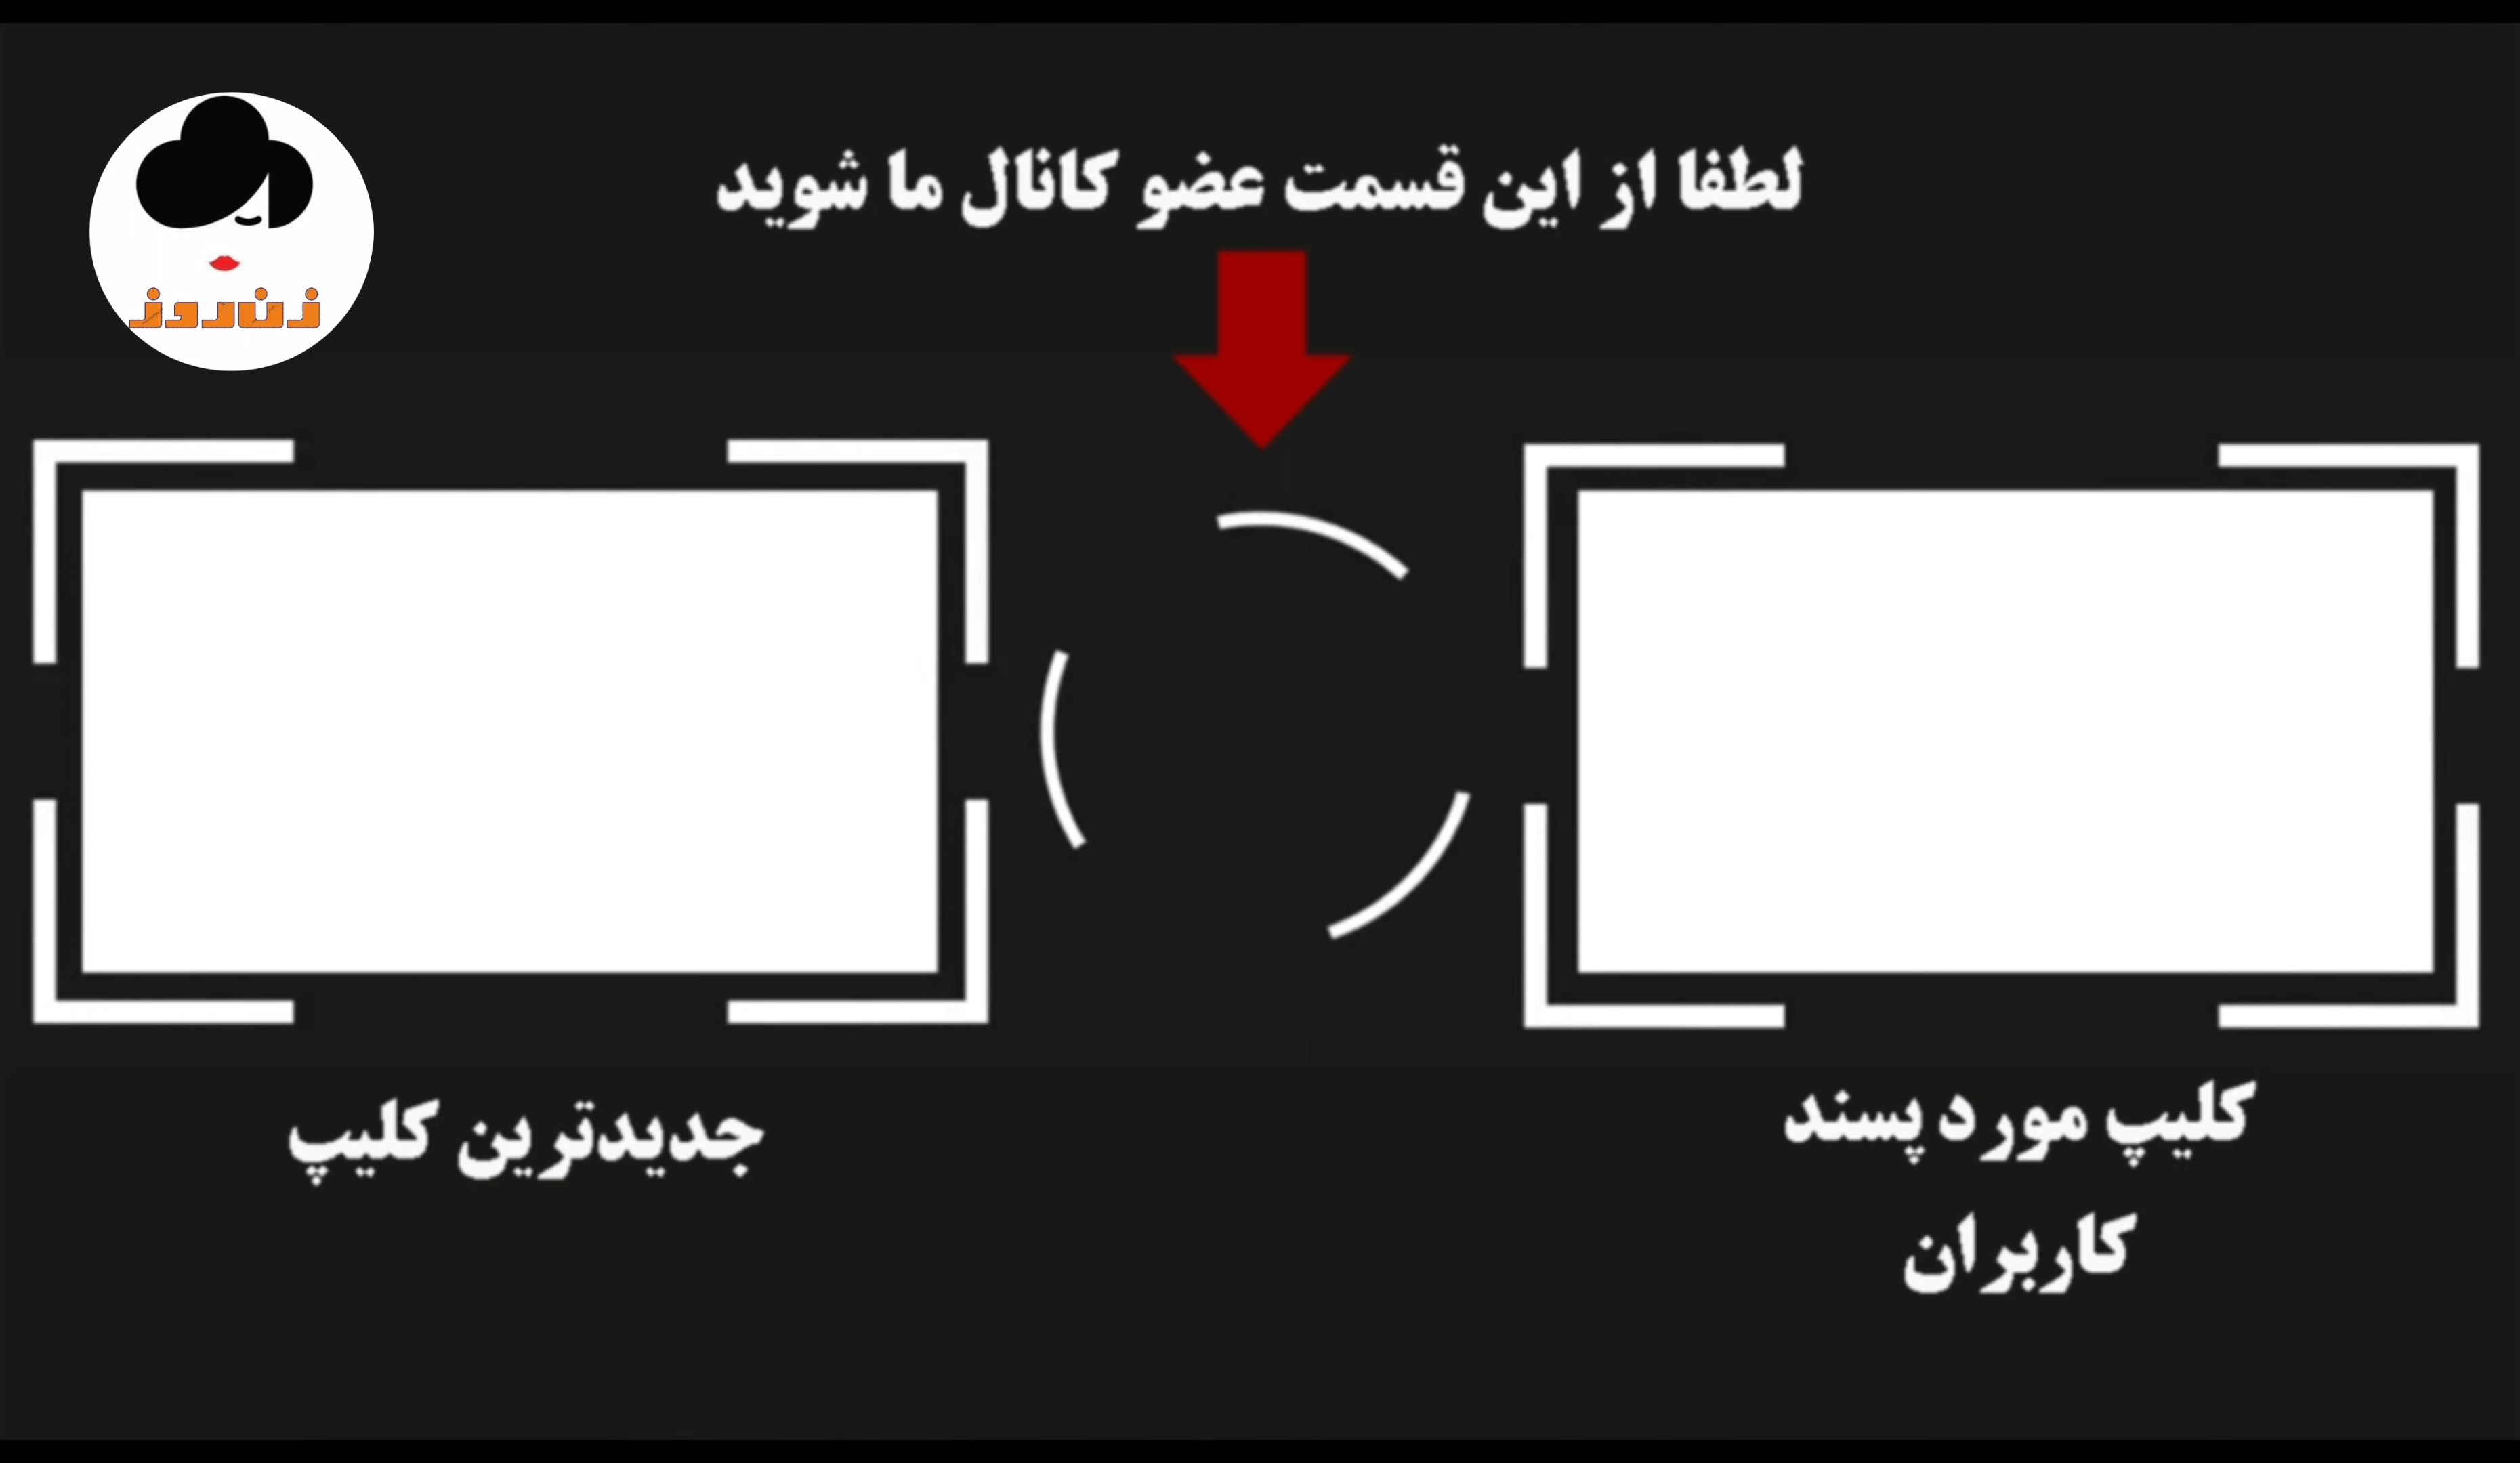 لطفا از این قسمت عضو کانال ما شوید
زن روز
کلیپ مورد پسند
کاربران
جدیدترین کلیپ